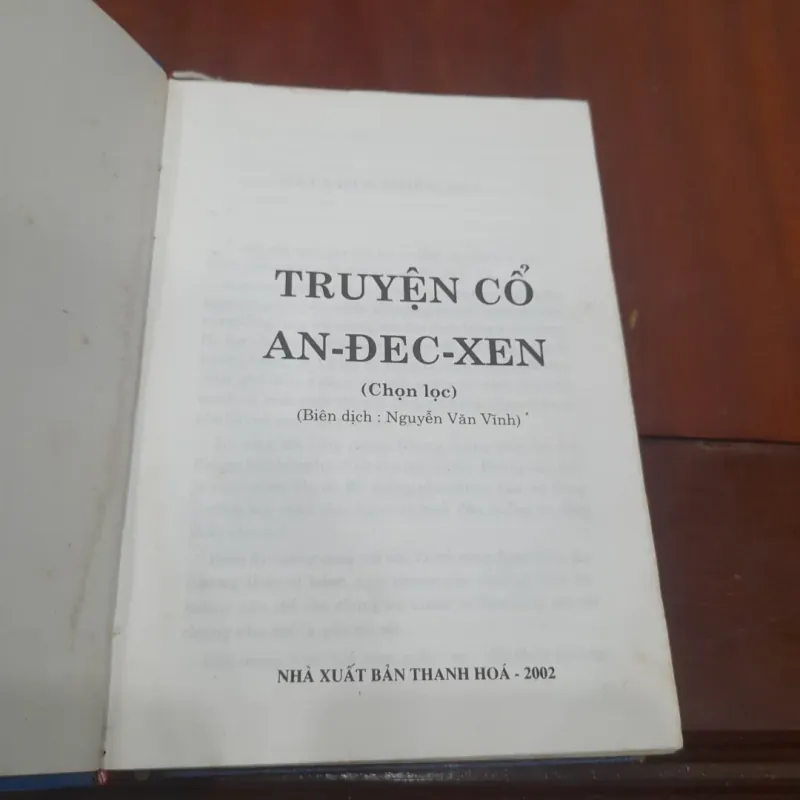 TRUYỆN CỔ
AN-ĐEC-XEN
(Chọn lọc)
(Biên dịch : Nguyễn Văn Vĩnh)
NHÀ XUẤT BẢN THANH HOÁ - 2002